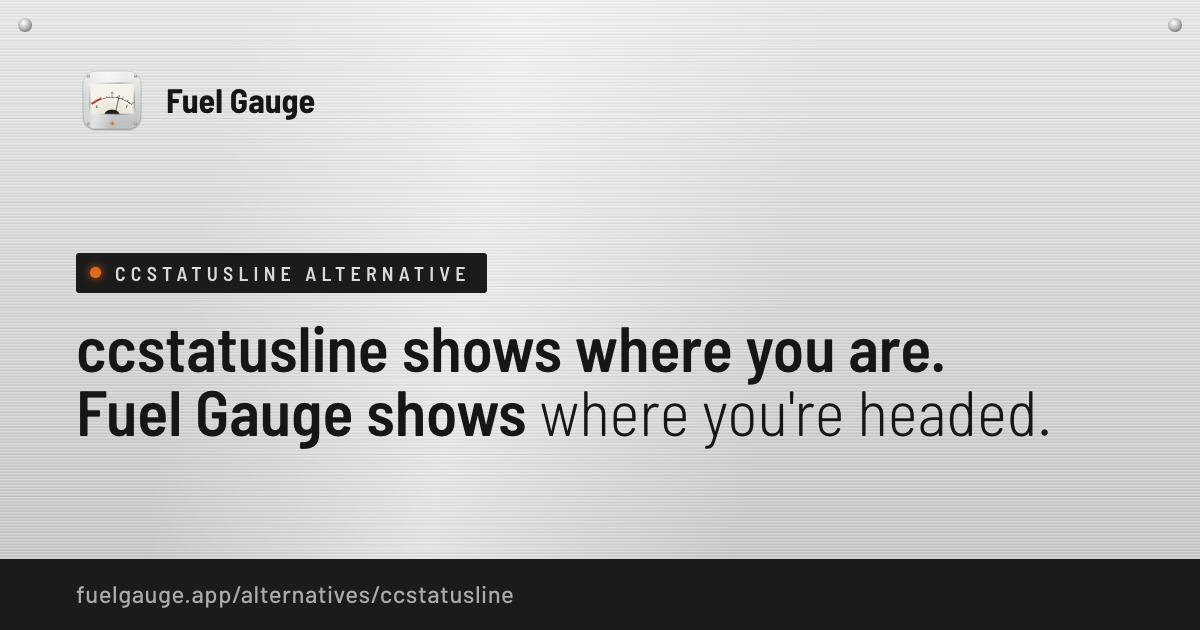 Fuel Gauge
CCSTATUSLINE ALTERNATIVE
ccstatusline shows where you are.
Fuel Gauge shows where you're headed.
fuelgauge.app/alternatives/ccstatusline